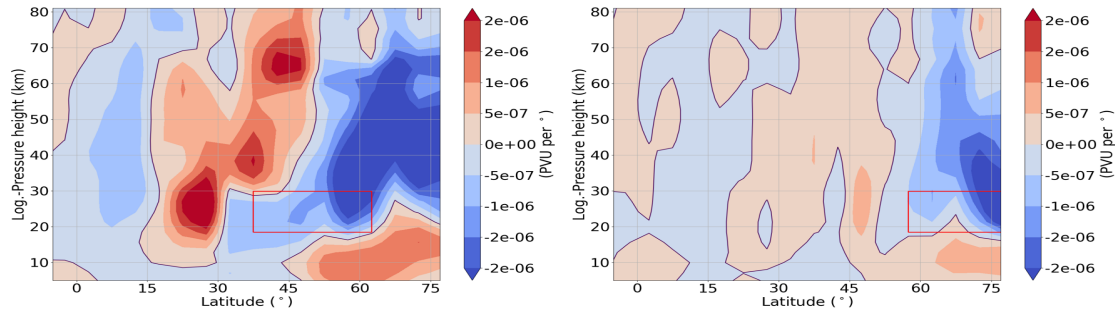 80
70
60
50
40
30
20
10
Log.-Pressure height (km)
0 15 30 45 60 75
Latitude (°)
2e-06
2e-06
1e-06
5e-07
0e+00
-5e-07
-1e-06
-2e-06
-2e-06
(PVU per °)
80
70
60
50
40
30
20
10
Log.-Pressure height (km)
0 15 30 45 60 75
Latitude (°)
2e-06
2e-06
1e-06
5e-07
0e+00
-5e-07
-1e-06
-2e-06
-2e-06
(PVU per °)